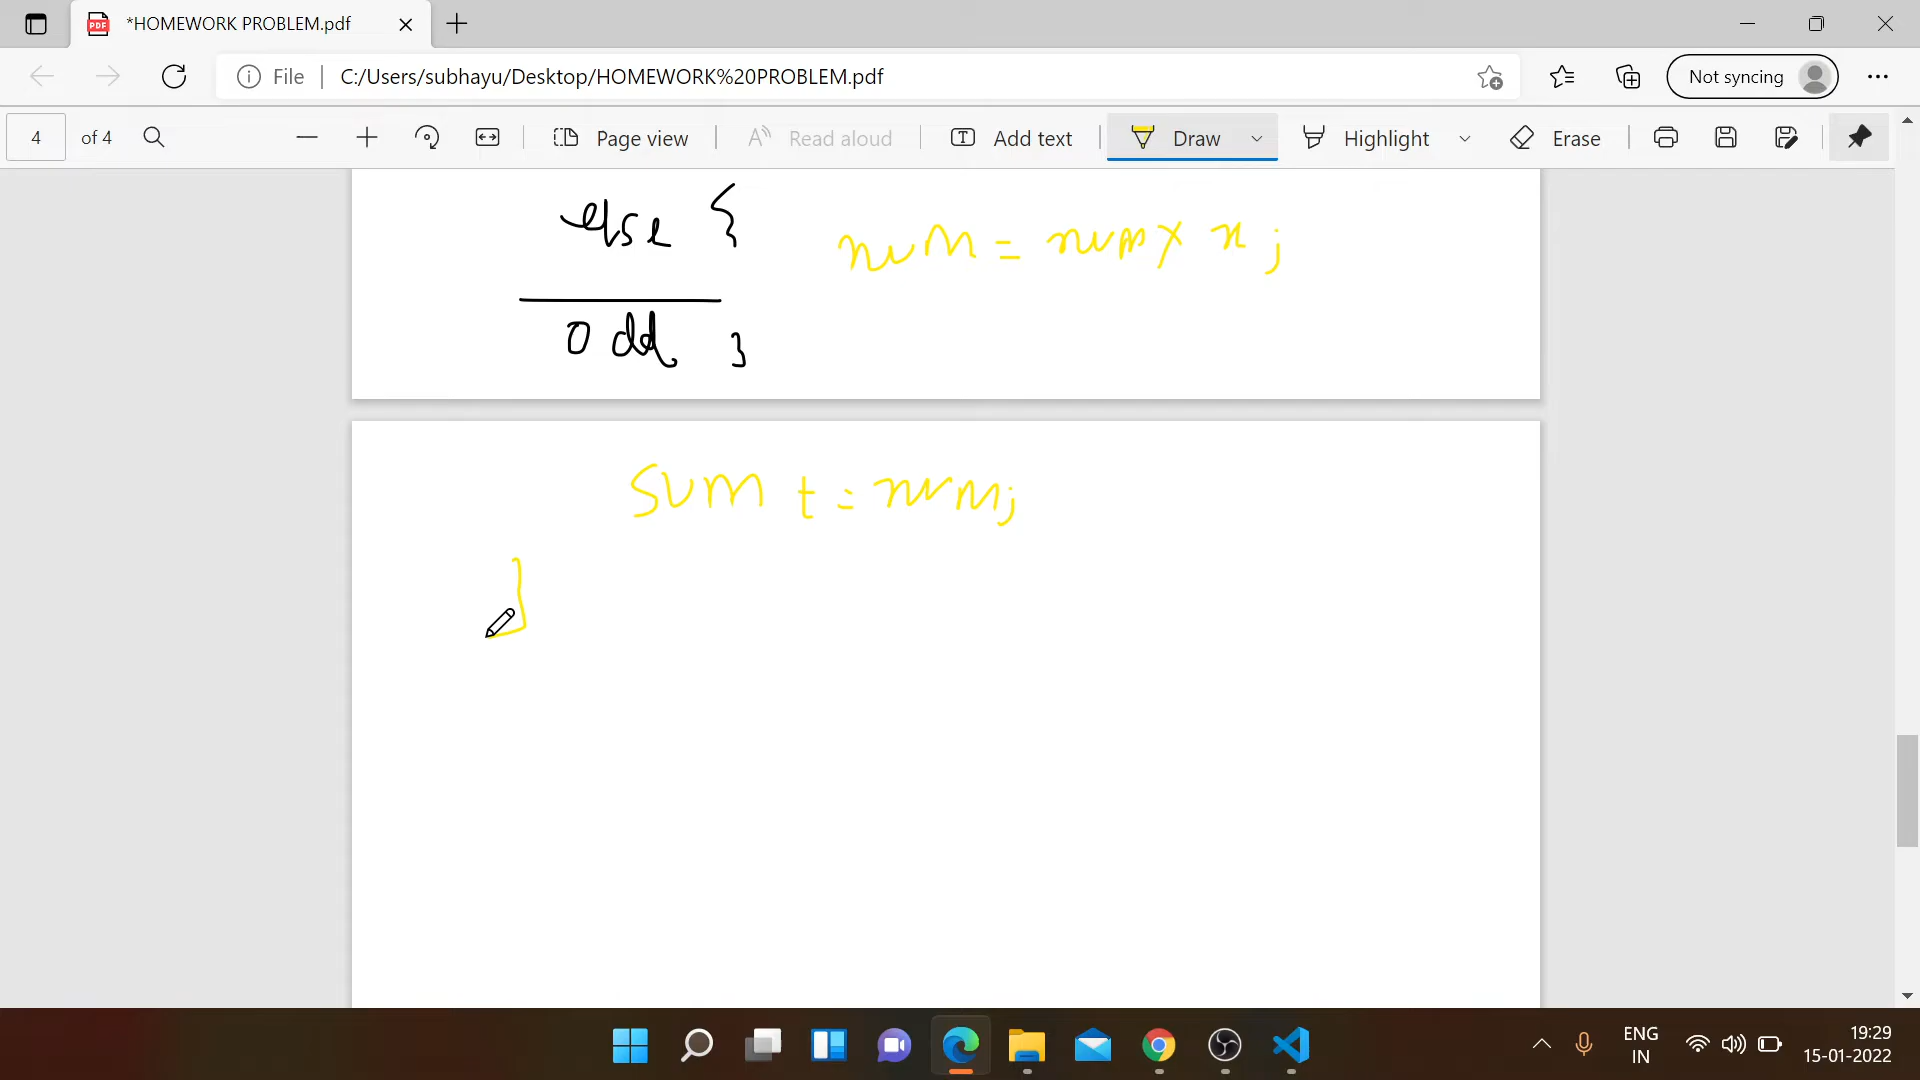 *HOMEWORK PROBLEM.pdf
File C:/Users/subhayu/Desktop/HOMEWORK%20PROBLEM.pdf Not syncing
4 of 4 Page view Read aloud Add text Draw Highlight Erase
else {
num = num x x ;
odd }
sum t = num;
}
ENG
IN
19:29
15-01-2022